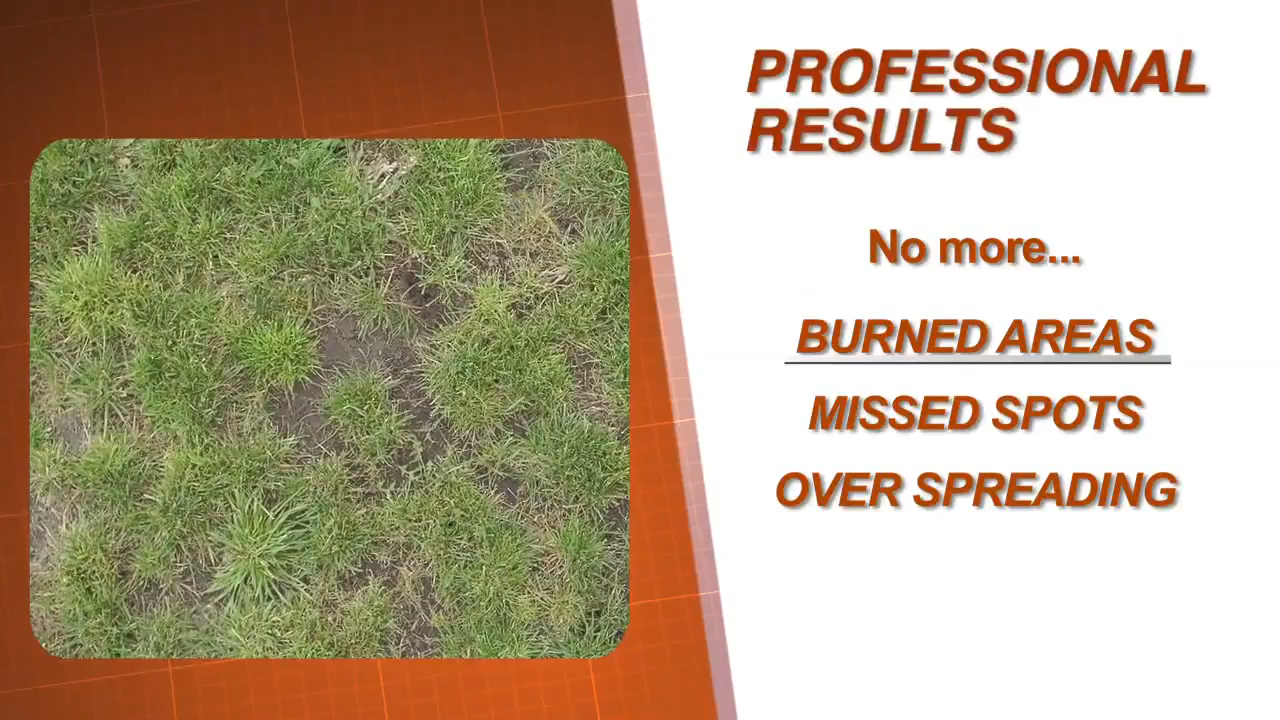 PROFESSIONAL
RESULTS
No more...
BURNED AREAS
MISSED SPOTS
OVER SPREADING